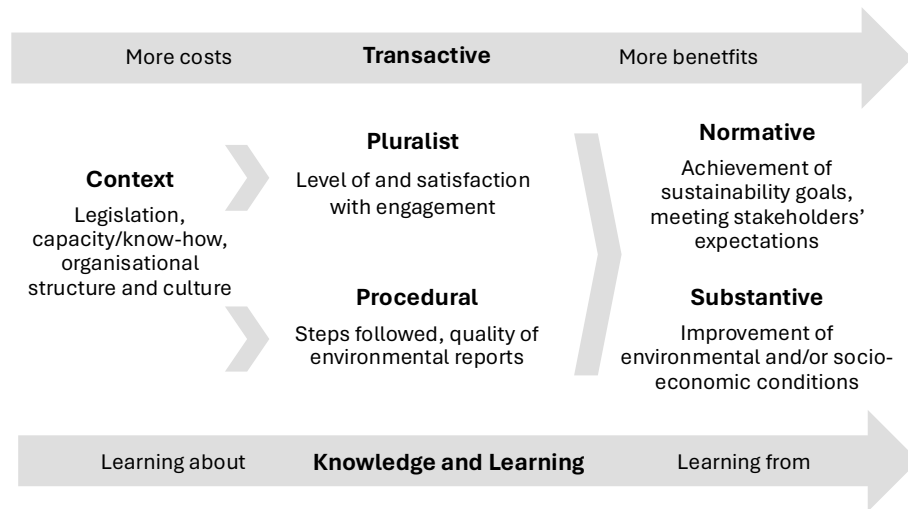 More costs
Transactive
More benetfits
Context
Legislation,
capacity/know-how,
organisational
structure and culture
Pluralist
Level of and satisfaction
with engagement
Procedural
Steps followed, quality of
environmental reports
Normative
Achievement of
sustainability goals,
meeting stakeholders’
expectations
Substantive
Improvement of
environmental and/or socio-
economic conditions
Learning about
Knowledge and Learning
Learning from